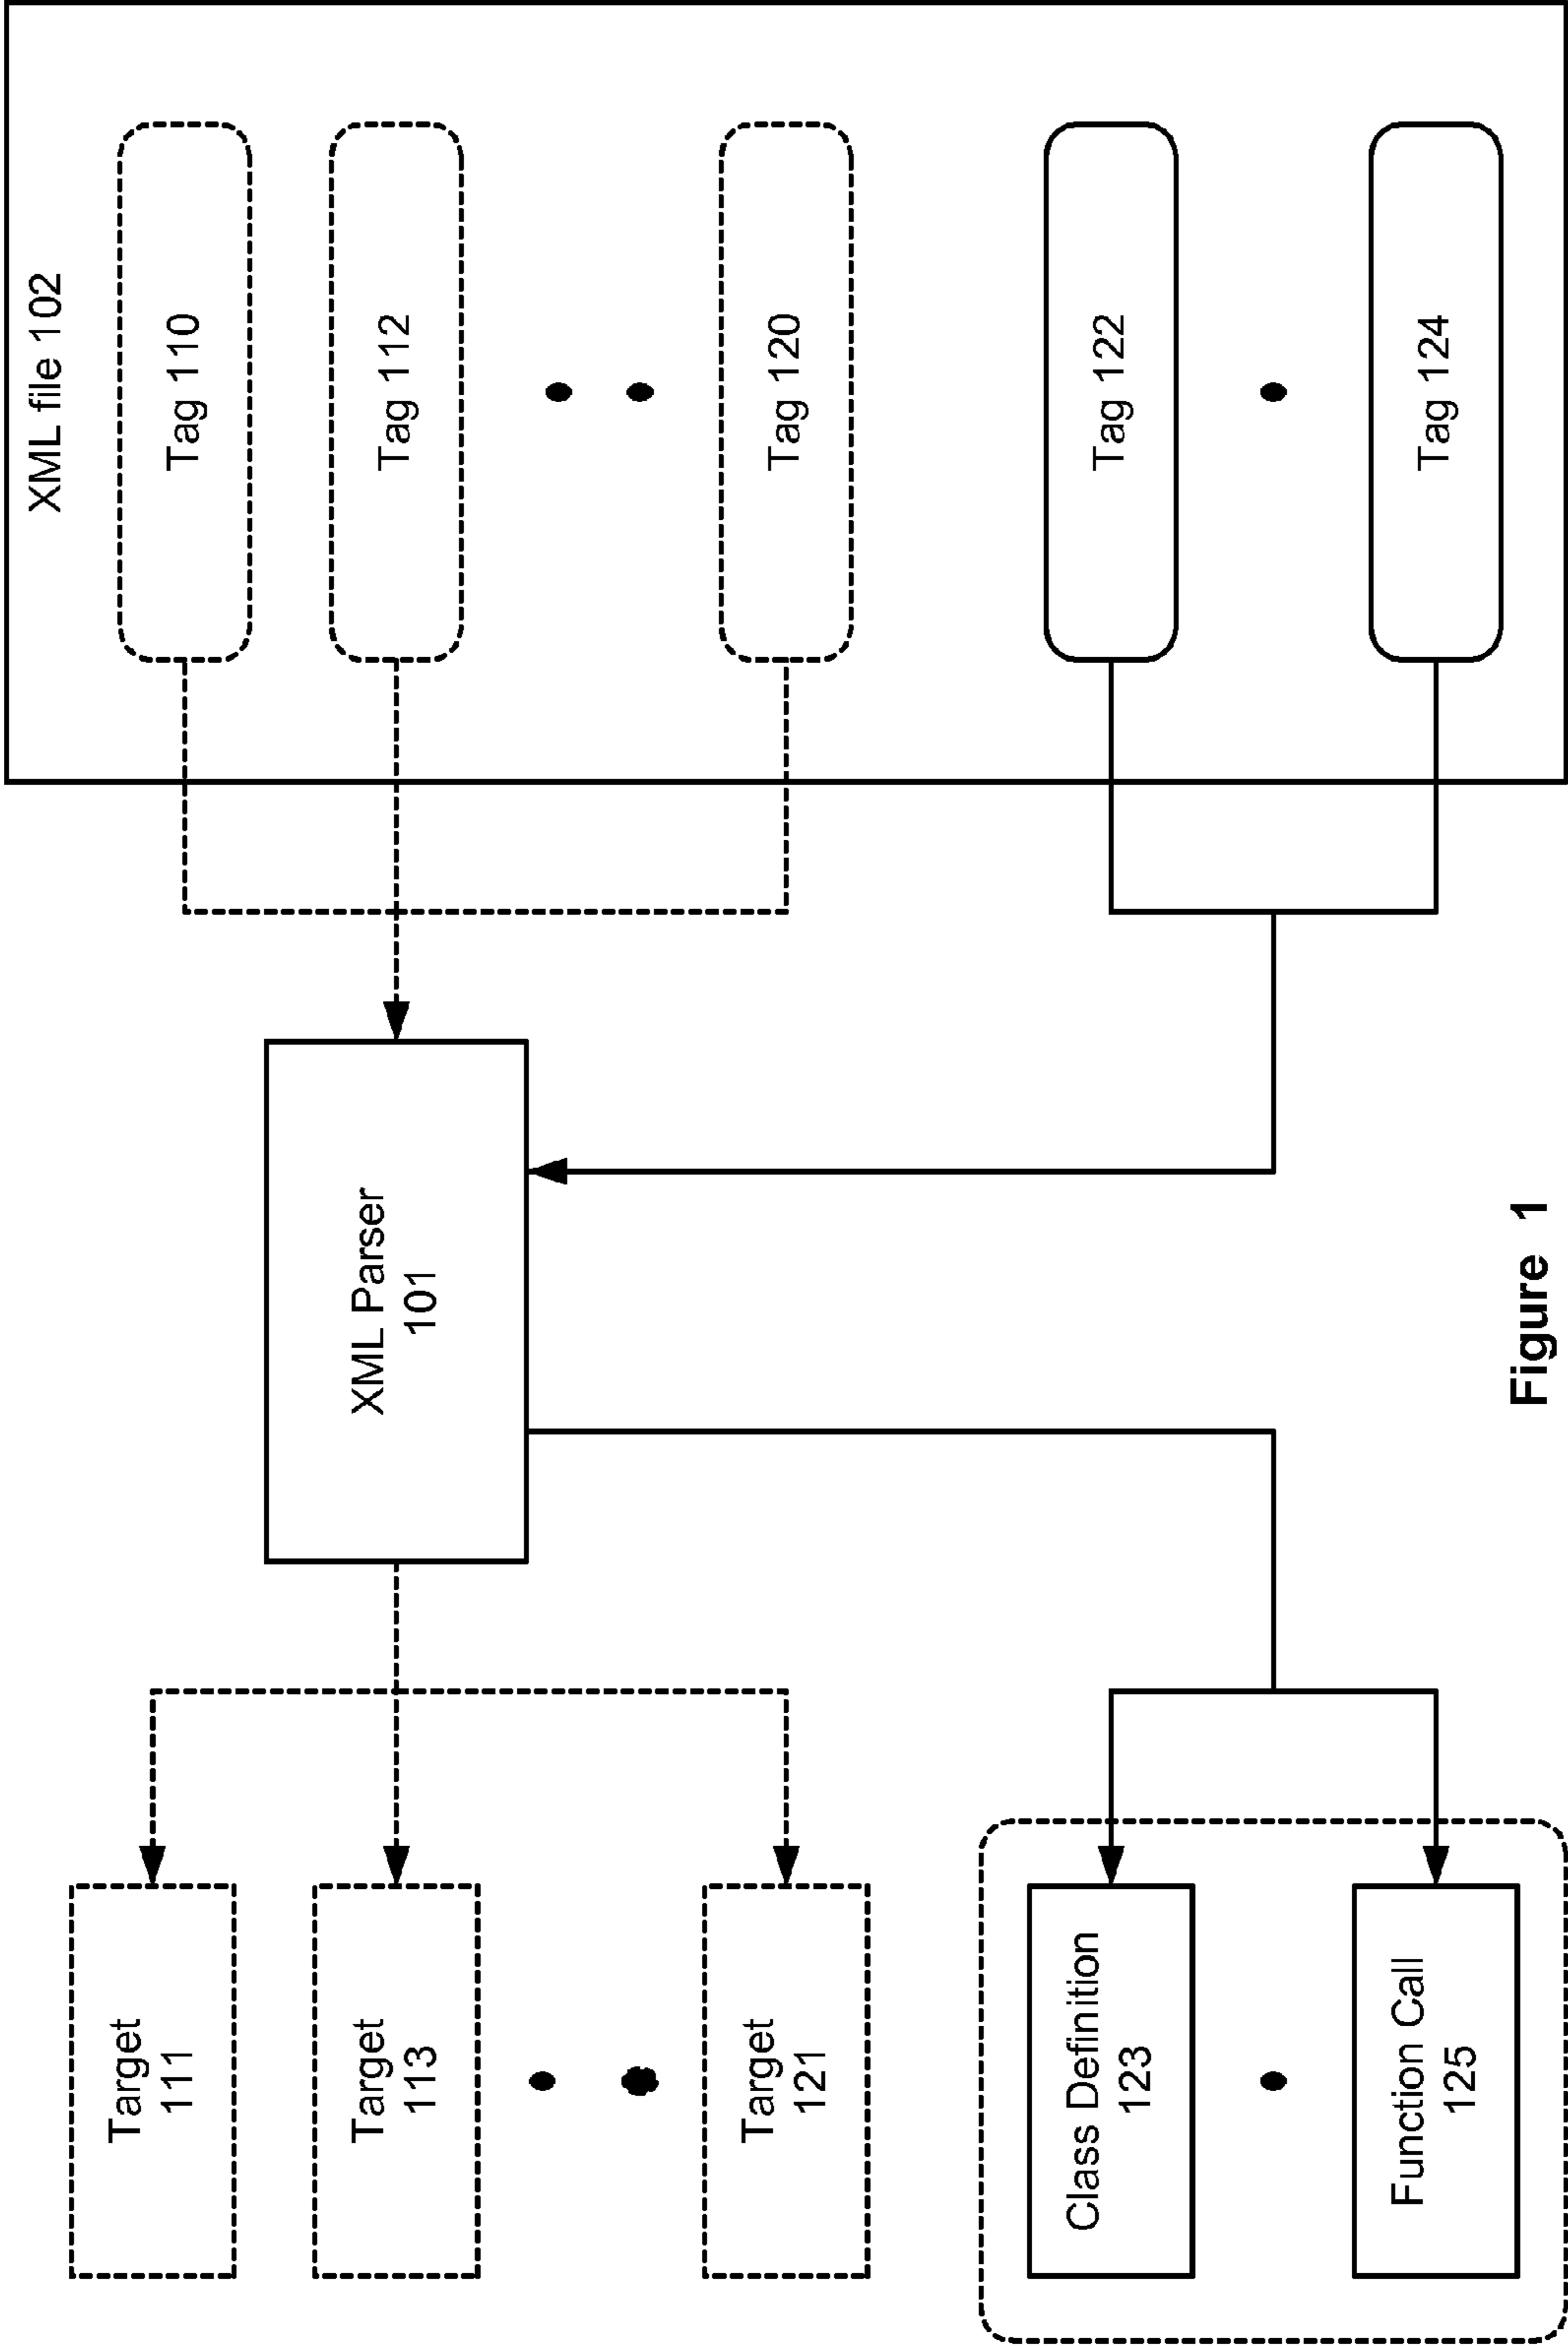 XML file 102
Tag 110
Tag 112
Tag 120
Tag 122
Tag 124
XML Parser
101
Target
111
Target
113
Target
121
Class Definition
123
Function Call
125
Figure 1